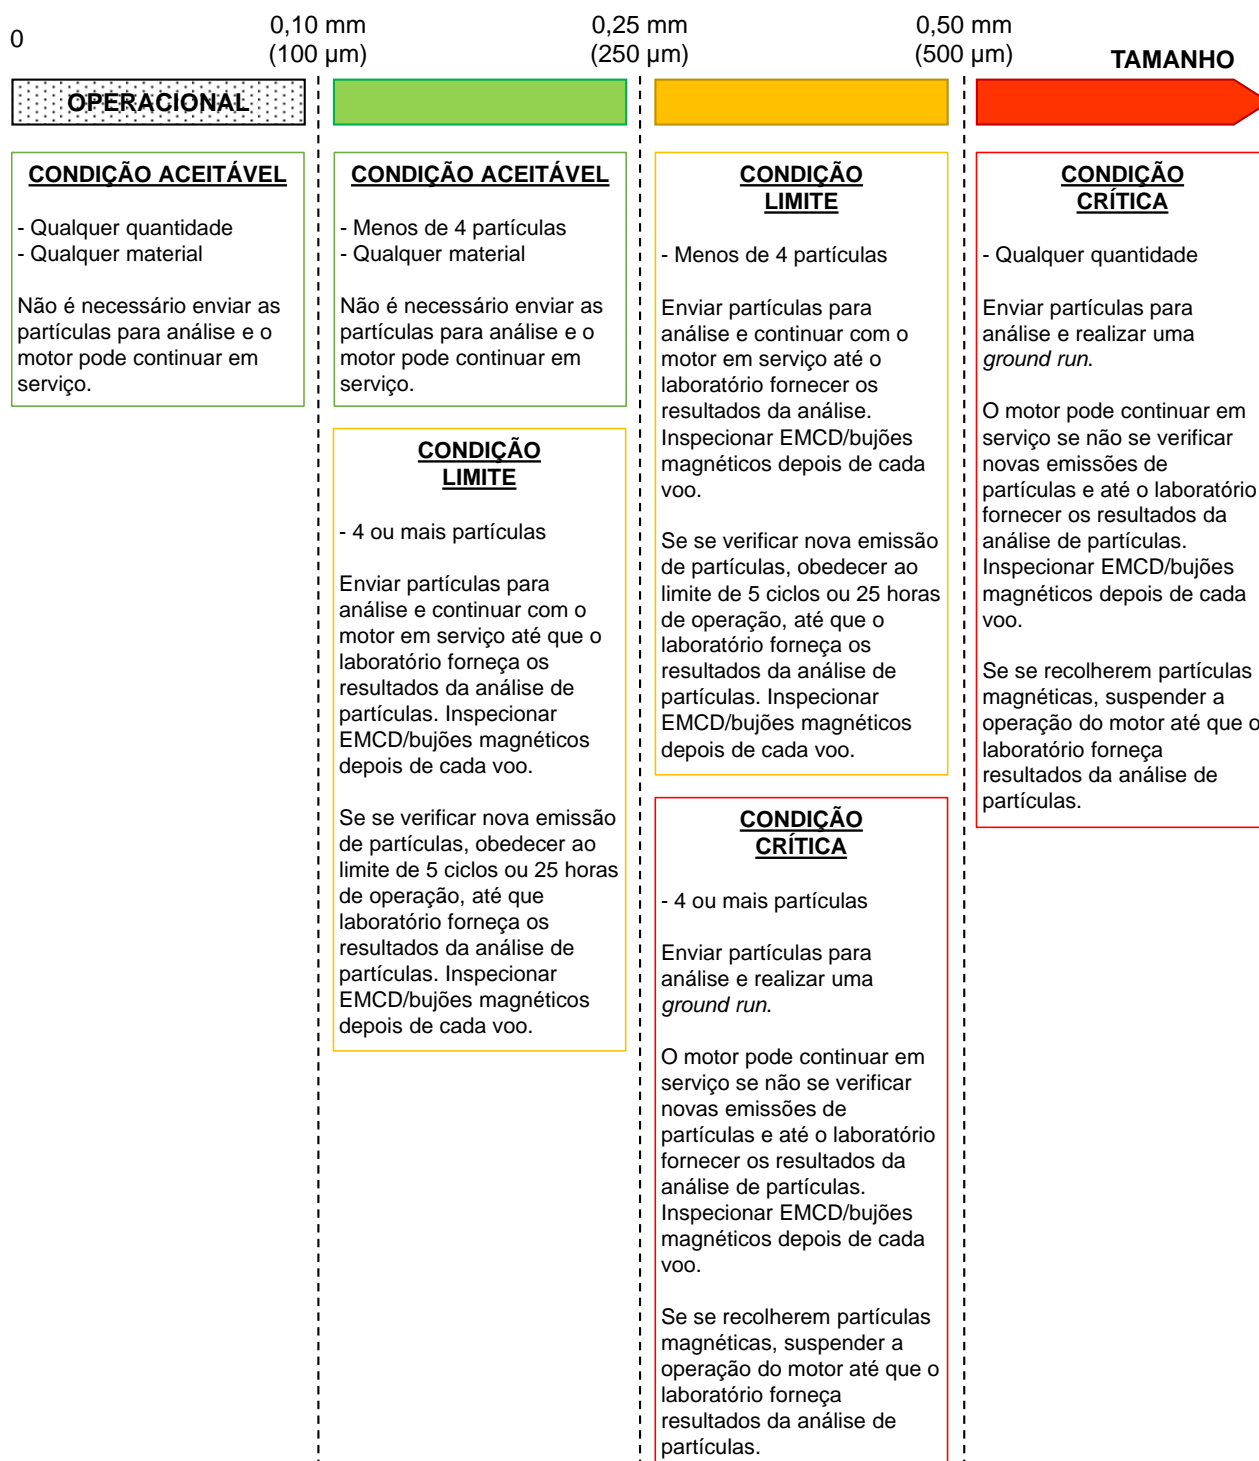 0
0,10 mm
(100 µm)
0,25 mm
(250 µm)
0,50 mm
(500 µm)
TAMANHO
OPERACIONAL
CONDIÇÃO ACEITÁVEL
- Qualquer quantidade
- Qualquer material
Não é necessário enviar as
partículas para análise e o
motor pode continuar em
serviço.
CONDIÇÃO ACEITÁVEL
- Menos de 4 partículas
- Qualquer material
Não é necessário enviar as
partículas para análise e o
motor pode continuar em
serviço.
CONDIÇÃO
LIMITE
- 4 ou mais partículas
Enviar partículas para
análise e continuar com o
motor em serviço até que o
laboratório forneça os
resultados da análise de
partículas. Inspecionar
EMCD/bujões magnéticos
depois de cada voo.
Se se verificar nova emissão
de partículas, obedecer ao
limite de 5 ciclos ou 25 horas
de operação, até que
laboratório forneça os
resultados da análise de
partículas. Inspecionar
EMCD/bujões magnéticos
depois de cada voo.
CONDIÇÃO
LIMITE
- Menos de 4 partículas
Enviar partículas para
análise e continuar com o
motor em serviço até o
laboratório fornecer os
resultados da análise.
Inspecionar EMCD/bujões
magnéticos depois de cada
voo.
Se se verificar nova emissão
de partículas, obedecer ao
limite de 5 ciclos ou 25 horas
de operação, até que o
laboratório forneça os
resultados da análise de
partículas. Inspecionar
EMCD/bujões magnéticos
depois de cada voo.
CONDIÇÃO
CRÍTICA
- 4 ou mais partículas
Enviar partículas para
análise e realizar uma
ground run.
O motor pode continuar em
serviço se não se verificar
novas emissões de
partículas e até o laboratório
fornecer os resultados da
análise de partículas.
Inspecionar EMCD/bujões
magnéticos depois de cada
voo.
Se se recolherem partículas
magnéticas, suspender a
operação do motor até que o
laboratório forneça
resultados da análise de
partículas.
CONDIÇÃO
CRÍTICA
- Qualquer quantidade
Enviar partículas para
análise e realizar uma
ground run.
O motor pode continuar em
serviço se não se verificar
novas emissões de
partículas e até o laboratório
fornecer os resultados da
análise de partículas.
Inspecionar EMCD/bujões
magnéticos depois de cada
voo.
Se se recolherem partículas
magnéticas, suspender a
operação do motor até que o
laboratório forneça
resultados da análise de
partículas.